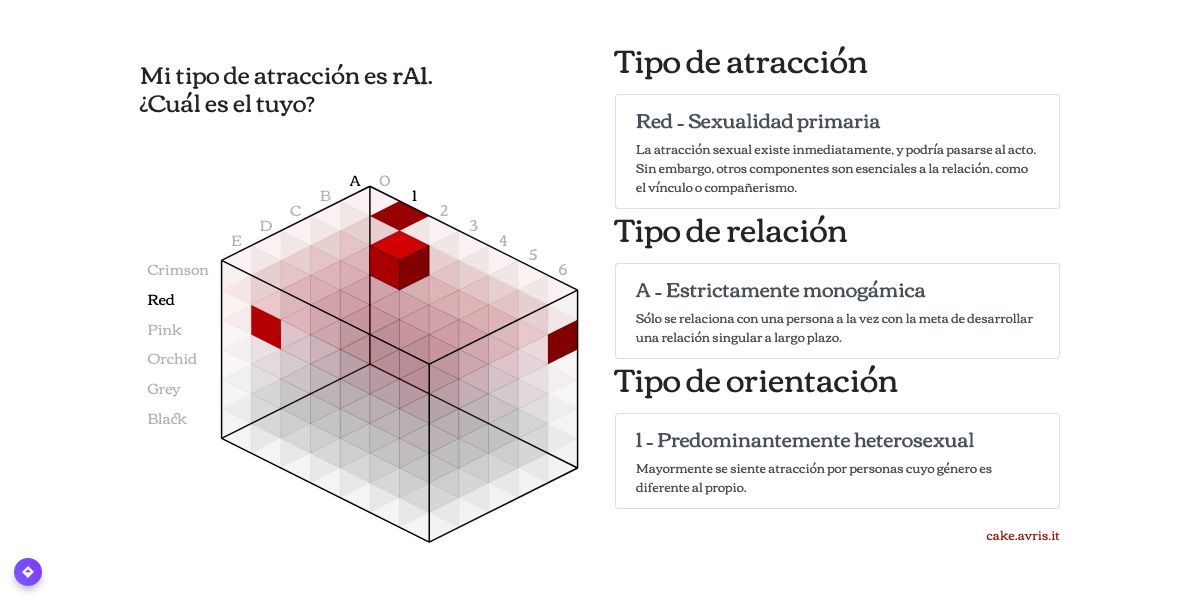 Mi tipo de atracción es rA1.
¿Cuál es el tuyo?
A
0
B
1
C
2
D
3
E
4
5
6
Crimson
Red
Pink
Orchid
Grey
Black
Tipo de atracción
Red - Sexualidad primaria
La atracción sexual existe inmediatamente, y podría pasarse al acto.
Sin embargo, otros componentes son esenciales a la relación, como
el vínculo o compañerismo.
Tipo de relación
A - Estrictamente monogámica
Sólo se relaciona con una persona a la vez con la meta de desarrollar
una relación singular a largo plazo.
Tipo de orientación
1 - Predominantemente heterosexual
Mayormente se siente atracción por personas cuyo género es
diferente al propio.
cake.avris.it